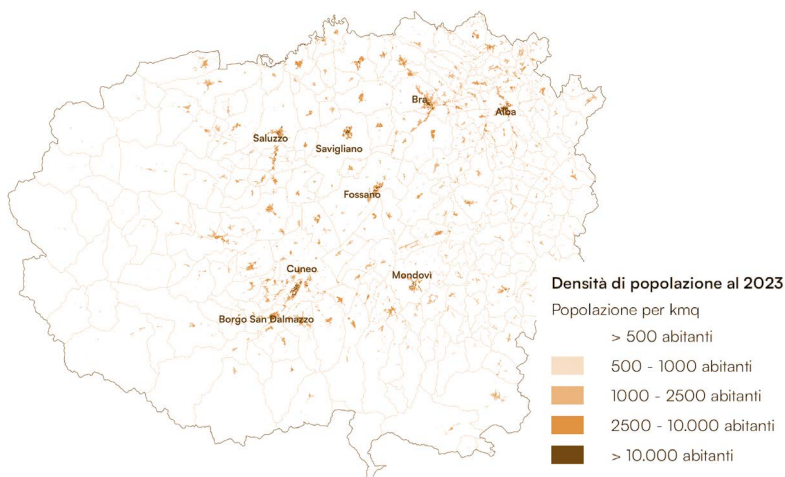 Bra
Alba
Saluzzo
Savigliano
Fossano
Cuneo
Mondovì
Borgo San Dalmazzo
Densità di popolazione al 2023
Popolazione per kmq
> 500 abitanti
500 - 1000 abitanti
1000 - 2500 abitanti
2500 - 10.000 abitanti
> 10.000 abitanti